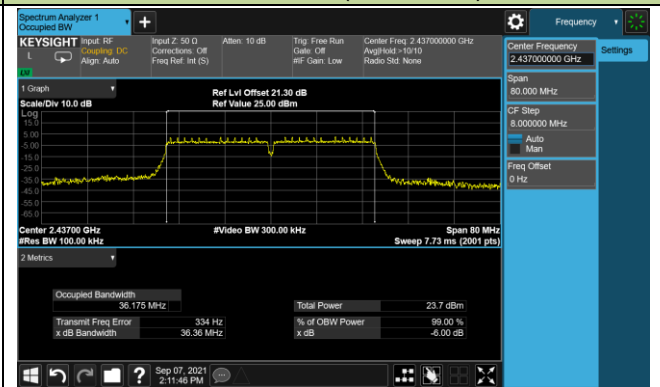 Spectrum Analyzer 1
Occupied BW
+
Frequency
KEYSIGHT
L
LXI
Input: RF
Coupling: DC
Align: Auto
Input Z: 50 Ω
Corrections: Off
Freq Ref: Int (S)
Atten: 10 dB
Trig: Free Run
Gate: Off
#IF Gain: Low
Center Freq: 2.437000000 GHz
Avg|Hold:>10/10
Radio Std: None
Center Frequency
2.437000000 GHz
Settings
Span
80.000 MHz
CF Step
8.000000 MHz
Auto
Man
Freq Offset
0 Hz
1 Graph
Scale/Div 10.0 dB
Ref Lvl Offset 21.30 dB
Ref Value 25.00 dBm
Log
15.0
5.00
-5.00
-15.0
-25.0
-35.0
-45.0
-55.0
-65.0
Center 2.43700 GHz
#Res BW 100.00 kHz
#Video BW 300.00 kHz
Span 80 MHz
Sweep 7.73 ms (2001 pts)
2 Metrics
Occupied Bandwidth
36.175 MHz
Total Power 23.7 dBm
Transmit Freq Error 334 Hz
% of OBW Power 99.00 %
x dB Bandwidth 36.36 MHz
x dB -6.00 dB
?
Sep 07, 2021
2:11:46 PM